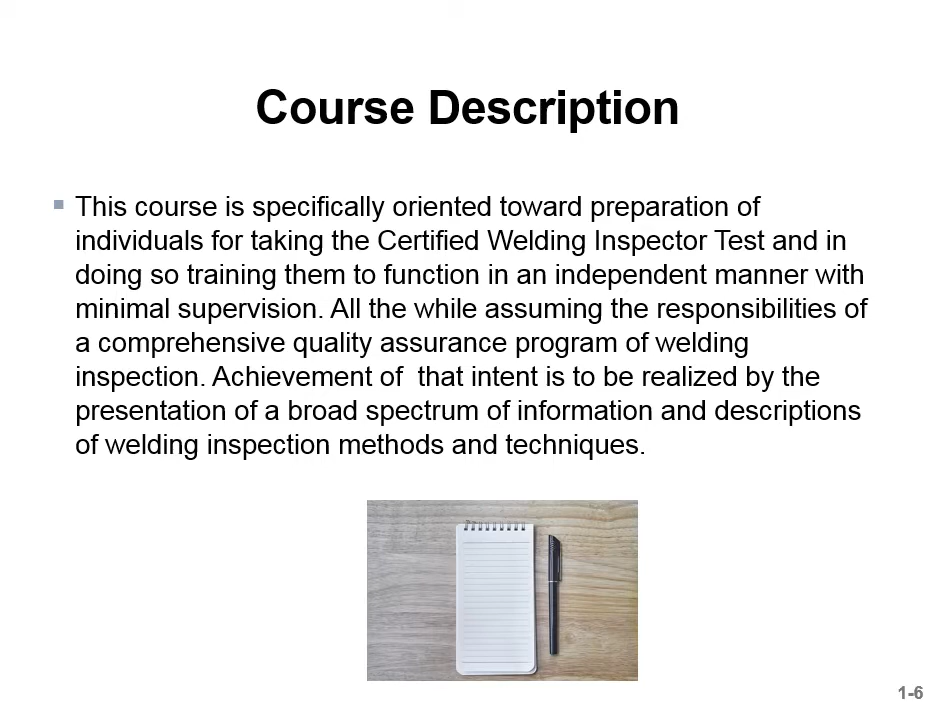 Course Description
This course is specifically oriented toward preparation of
individuals for taking the Certified Welding Inspector Test and in
doing so training them to function in an independent manner with
minimal supervision. All the while assuming the responsibilities of
a comprehensive quality assurance program of welding
inspection. Achievement of  that intent is to be realized by the
presentation of a broad spectrum of information and descriptions
of welding inspection methods and techniques.
1-6